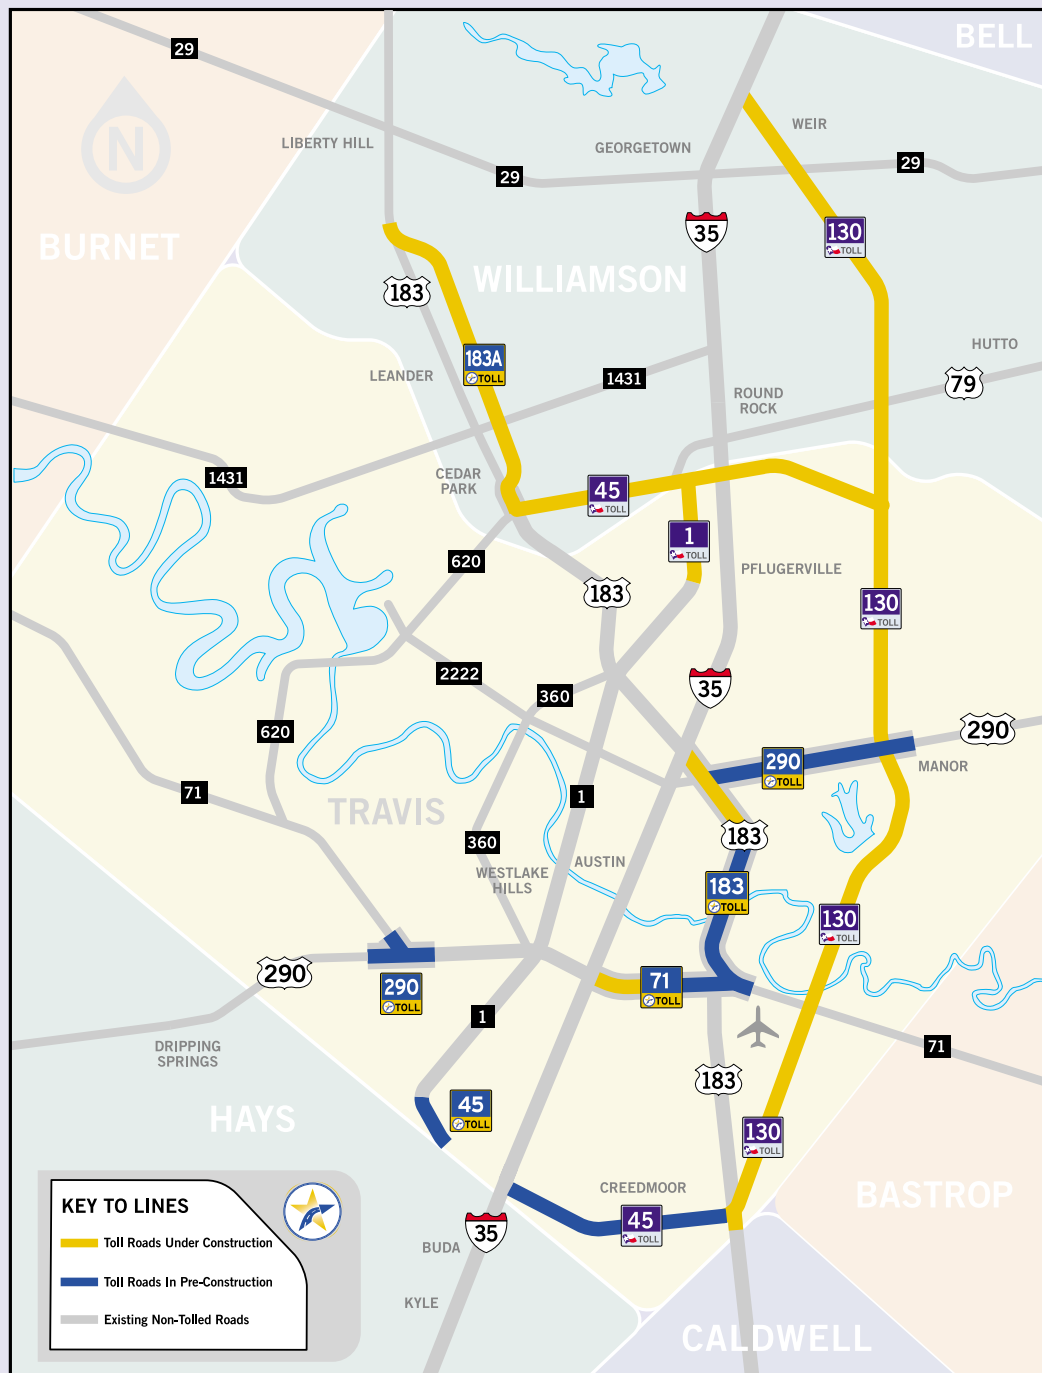 BELL
29
N
WEIR
LIBERTY HILL
GEORGETOWN
29
29
35
130
TOLL
BURNET
WILLIAMSON
183
HUTTO
183A
TOLL
LEANDER
1431
79
ROUND
ROCK
1431
CEDAR
PARK
45
TOLL
1
TOLL
620
PFLUGERVILLE
183
130
TOLL
2222
35
360
620
290
290
TOLL
MANOR
71
1
TRAVIS
183
360
AUSTIN
WESTLAKE
HILLS
183
TOLL
130
TOLL
290
71
TOLL
290
TOLL
1
71
DRIPPING
SPRINGS
183
45
TOLL
HAYS
130
TOLL
CREEDMOOR
BASTROP
45
TOLL
35
BUDA
KYLE
CALDWELL
KEY TO LINES
Toll Roads Under Construction
Toll Roads In Pre-Construction
Existing Non-Tolled Roads